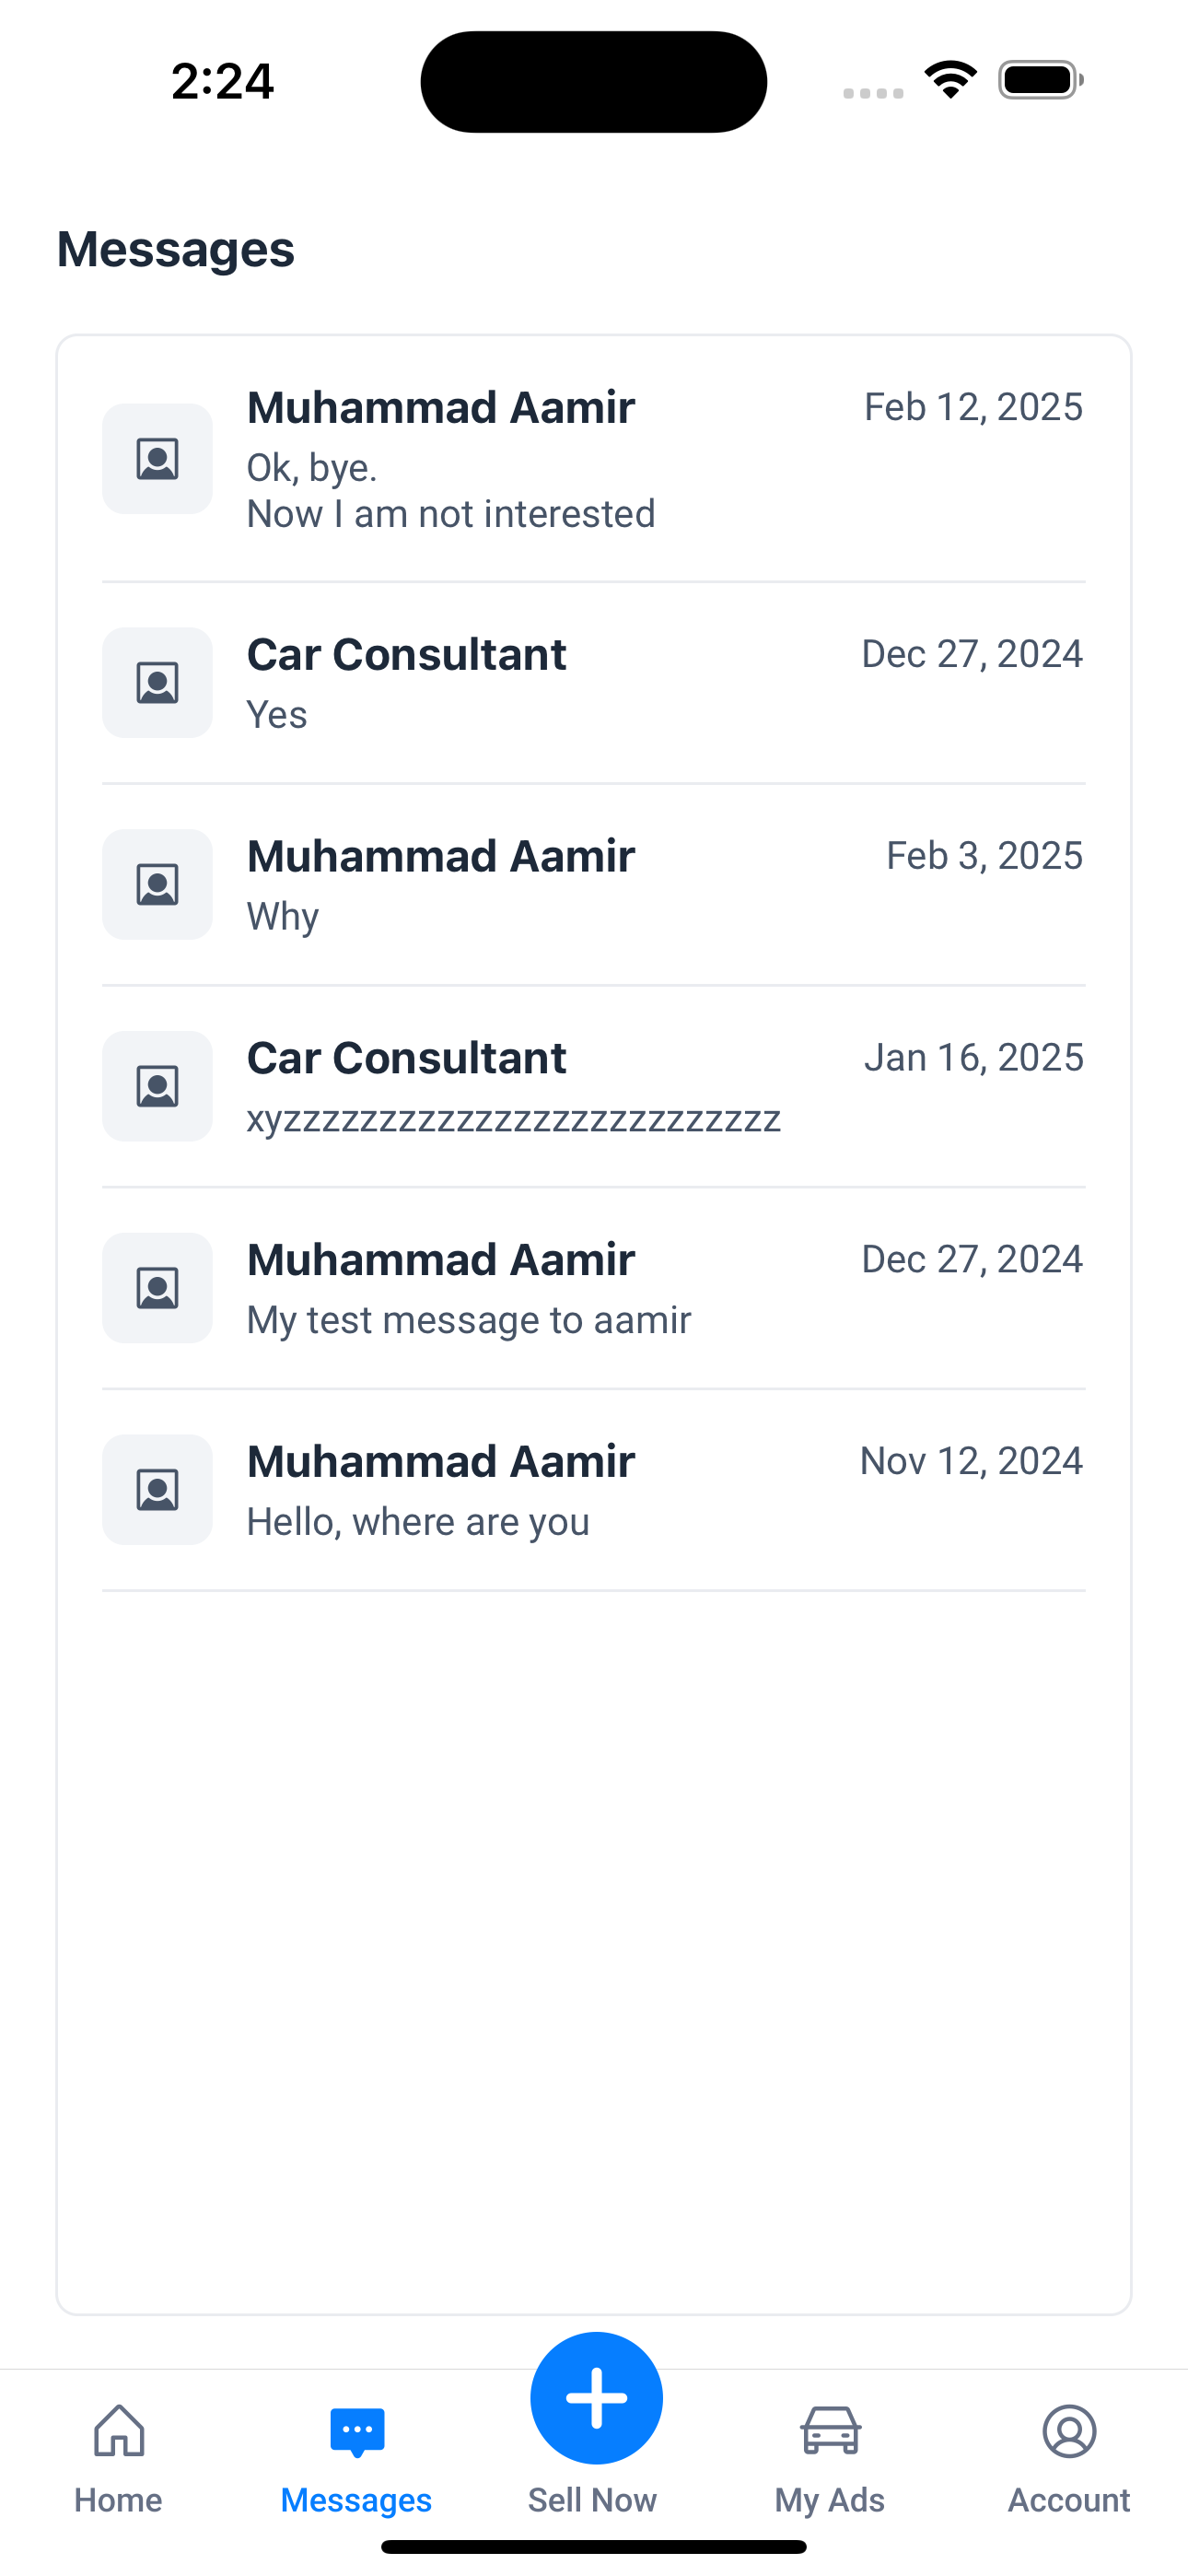 2:24
Messages
Muhammad Aamir Feb 12, 2025
Ok, bye.
Now I am not interested
Car Consultant Dec 27, 2024
Yes
Muhammad Aamir Feb 3, 2025
Why
Car Consultant Jan 16, 2025
xyzzzzzzzzzzzzzzzzzzzzzzzzzz
Muhammad Aamir Dec 27, 2024
My test message to aamir
Muhammad Aamir Nov 12, 2024
Hello, where are you
Home Messages Sell Now My Ads Account